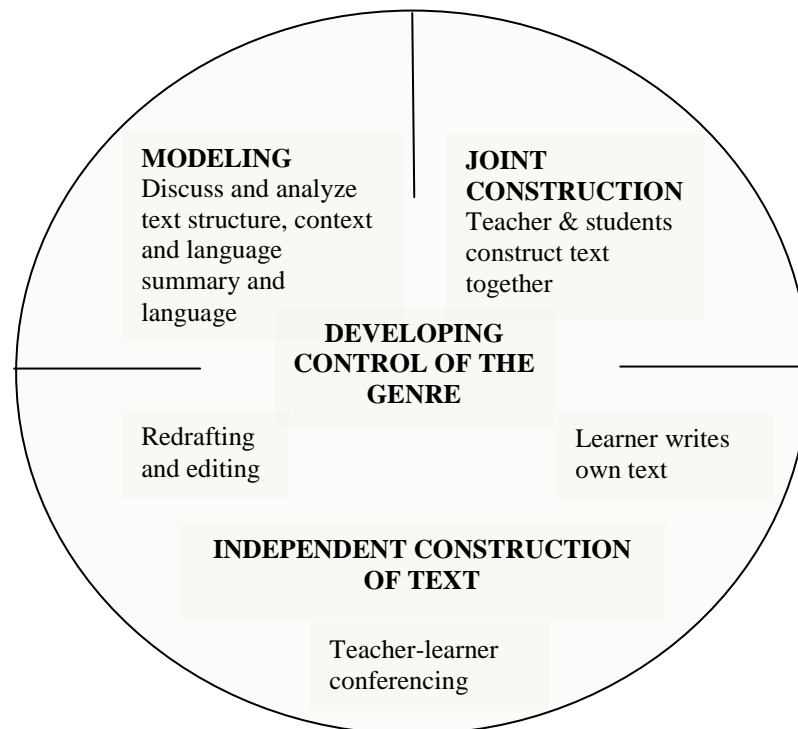 MODELING
Discuss and analyze
text structure, context
and language
summary and
language
JOINT
CONSTRUCTION
Teacher & students
construct text
together
DEVELOPING
CONTROL OF THE
GENRE
Redrafting
and editing
Learner writes
own text
INDEPENDENT CONSTRUCTION
OF TEXT
Teacher-learner
conferencing